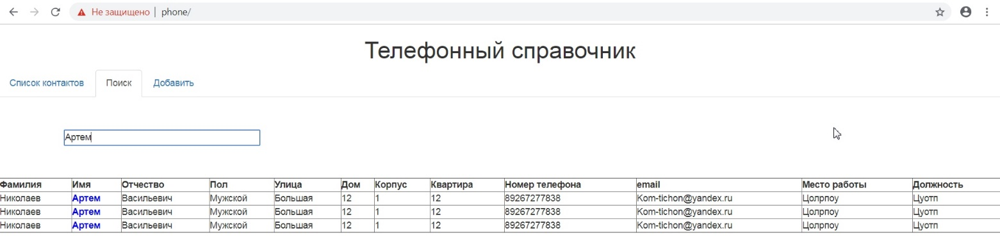 Не защищено | phone/
Телефонный справочник
Список контактов Поиск Добавить
Артем
Фамилия Имя Отчество Пол Улица Дом Корпус Квартира Номер телефона email Место работы Должность
Николаев Артем Васильевич Мужской Большая 12 1 12 89267277838 Kom-tichon@yandex.ru Цолрпоу Цуотп
Николаев Артем Васильевич Мужской Большая 12 1 12 89267277838 Kom-tichon@yandex.ru Цолрпоу Цуотп
Николаев Артем Васильевич Мужской Большая 12 1 12 89267277838 Kom-tichon@yandex.ru Цолрпоу Цуотп